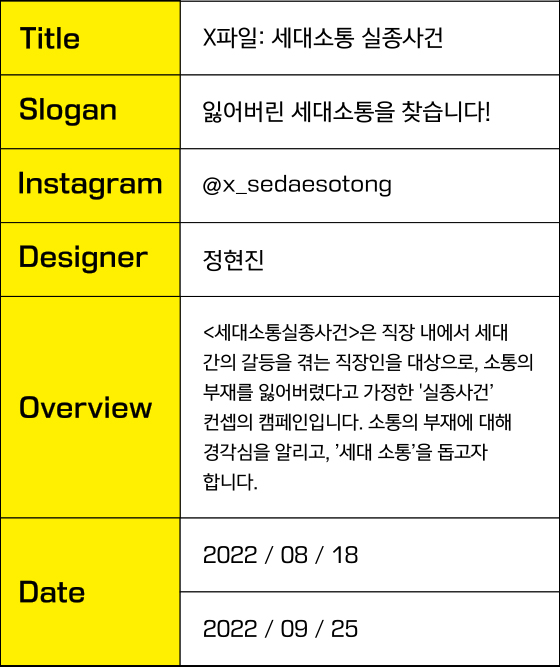 Title
X파일: 세대소통 실종사건
Slogan
잃어버린 세대소통을 찾습니다!
Instagram
@x_sedaesotong
Designer
정현진
Overview
<세대소통실종사건>은 직장 내에서 세대
간의 갈등을 겪는 직장인을 대상으로, 소통의
부재를 잃어버렸다고 가정한 '실종사건’
컨셉의 캠페인입니다. 소통의 부재에 대해
경각심을 알리고, ’세대 소통’을 돕고자
합니다.
Date
2022 / 08 / 18
2022 / 09 / 25